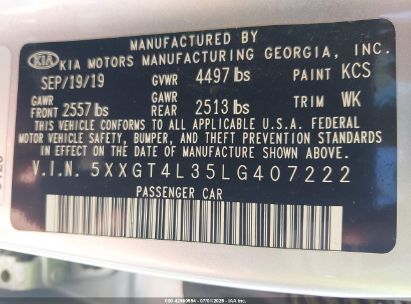 MANUFACTURED BY
KIA KIA MOTORS MANUFACTURING GEORGIA, INC.
SEP/19/19 GVWR 4497 lbs PAINT KCS
GAWR FRONT 2557 lbs GAWR REAR 2513 lbs TRIM WK
THIS VEHICLE CONFORMS TO ALL APPLICABLE U.S.A. FEDERAL
MOTOR VEHICLE SAFETY, BUMPER, AND THEFT PREVENTION STANDARDS
IN EFFECT ON THE DATE OF MANUFACTURE SHOWN ABOVE.
V.I.N. 5XXGT4L35LG407222
PASSENGER CAR